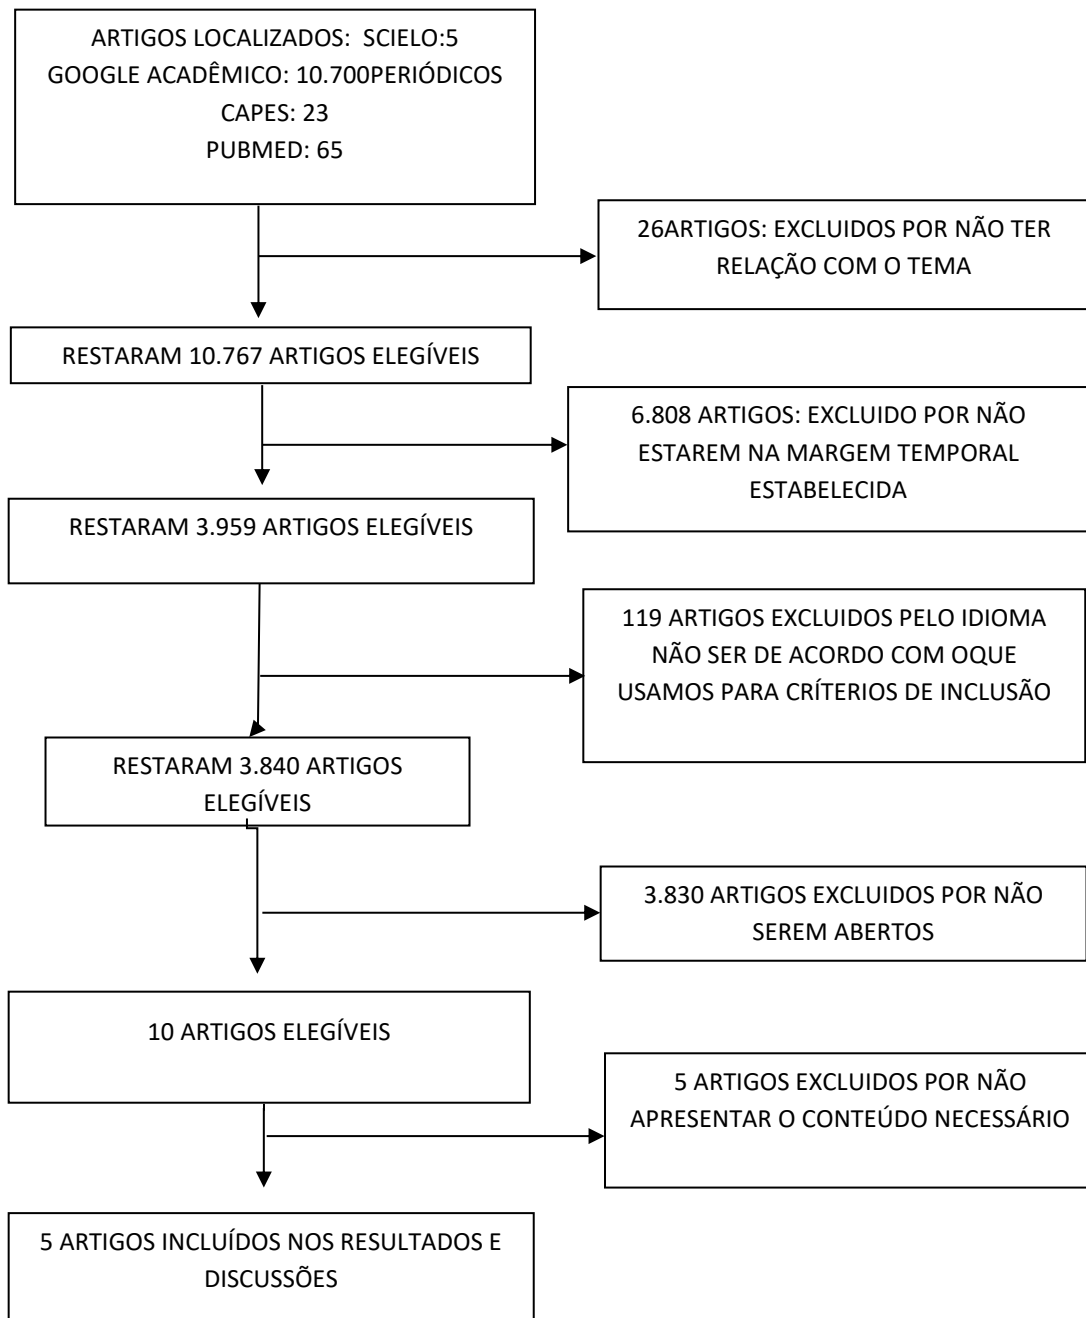 ARTIGOS LOCALIZADOS: SCIELO:5
GOOGLE ACADÊMICO: 10.700PERIÓDICOS
CAPES: 23
PUBMED: 65
26ARTIGOS: EXCLUIDOS POR NÃO TER
RELAÇÃO COM O TEMA
RESTARAM 10.767 ARTIGOS ELEGÍVEIS
6.808 ARTIGOS: EXCLUIDO POR NÃO
ESTAREM NA MARGEM TEMPORAL
ESTABELECIDA
RESTARAM 3.959 ARTIGOS ELEGÍVEIS
119 ARTIGOS EXCLUIDOS PELO IDIOMA
NÃO SER DE ACORDO COM OQUE
USAMOS PARA CRÍTERIOS DE INCLUSÃO
RESTARAM 3.840 ARTIGOS
ELEGÍVEIS
3.830 ARTIGOS EXCLUIDOS POR NÃO
SEREM ABERTOS
10 ARTIGOS ELEGÍVEIS
5 ARTIGOS EXCLUIDOS POR NÃO
APRESENTAR O CONTEÚDO NECESSÁRIO
5 ARTIGOS INCLUÍDOS NOS RESULTADOS E
DISCUSSÕES